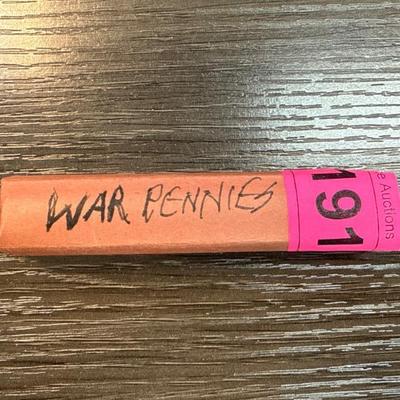 WAR PENNIES
191
e Auctions